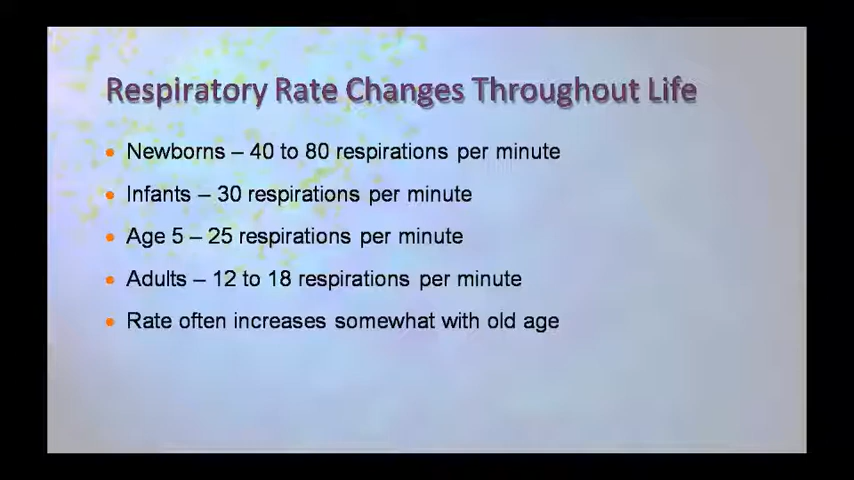 Respiratory Rate Changes Throughout Life
• Newborns – 40 to 80 respirations per minute
• Infants – 30 respirations per minute
• Age 5 – 25 respirations per minute
• Adults – 12 to 18 respirations per minute
• Rate often increases somewhat with old age